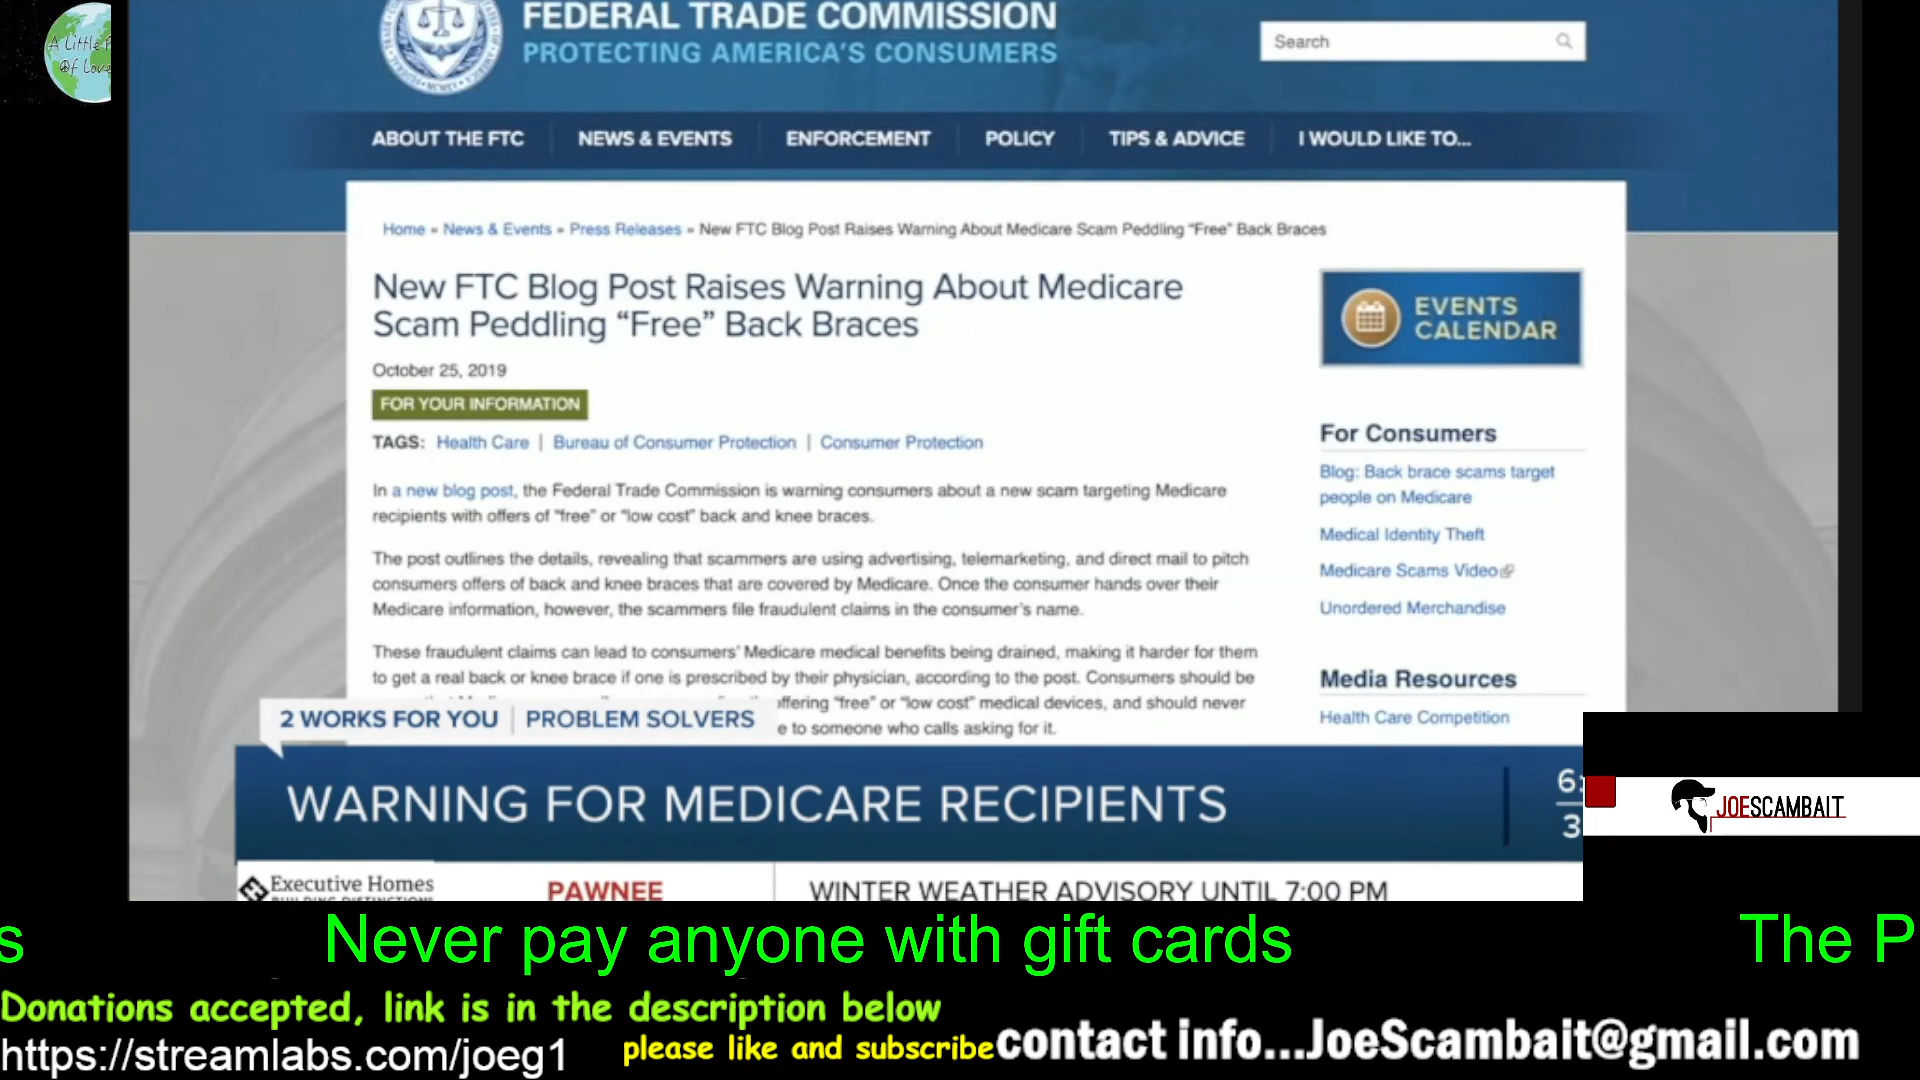 A Little P
Of Love
FEDERAL TRADE COMMISSION
PROTECTING AMERICA'S CONSUMERS
Search
ABOUT THE FTC
NEWS & EVENTS
ENFORCEMENT
POLICY
TIPS & ADVICE
I WOULD LIKE TO...
Home » News & Events » Press Releases » New FTC Blog Post Raises Warning About Medicare Scam Peddling “Free” Back Braces
New FTC Blog Post Raises Warning About Medicare
Scam Peddling “Free” Back Braces
October 25, 2019
FOR YOUR INFORMATION
TAGS: Health Care | Bureau of Consumer Protection | Consumer Protection
In a new blog post, the Federal Trade Commission is warning consumers about a new scam targeting Medicare
recipients with offers of “free” or “low cost” back and knee braces.
The post outlines the details, revealing that scammers are using advertising, telemarketing, and direct mail to pitch
consumers offers of back and knee braces that are covered by Medicare. Once the consumer hands over their
Medicare information, however, the scammers file fraudulent claims in the consumer's name.
These fraudulent claims can lead to consumers' Medicare medical benefits being drained, making it harder for them
to get a real back or knee brace if one is prescribed by their physician, according to the post. Consumers should be
ffering “free” or “low cost” medical devices, and should never
e to someone who calls asking for it.
EVENTS
CALENDAR
For Consumers
Blog: Back brace scams target
people on Medicare
Medical Identity Theft
Medicare Scams Video
Unordered Merchandise
Media Resources
Health Care Competition
2 WORKS FOR YOU | PROBLEM SOLVERS
WARNING FOR MEDICARE RECIPIENTS
6:
3
JOESCAMBAIT
Executive Homes
PAWNEE
WINTER WEATHER ADVISORY UNTIL 7:00 PM
s
Never pay anyone with gift cards
The P
Donations accepted, link is in the description below
https://streamlabs.com/joeg1
please like and subscribe
contact info...JoeScambait@gmail.com